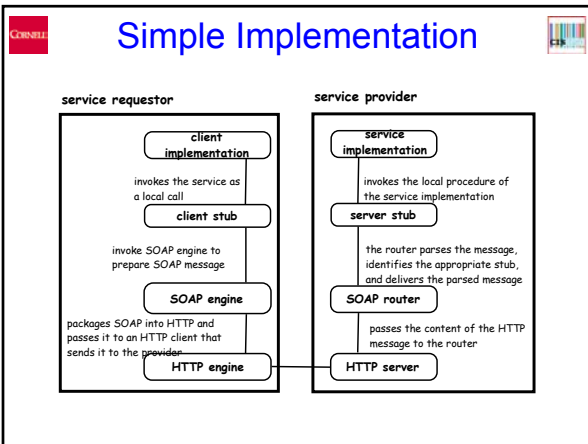 CORNELL
Simple Implementation
cis
service requestor
client
implementation
invokes the service as
a local call
client stub
invoke SOAP engine to
prepare SOAP message
SOAP engine
packages SOAP into HTTP and
passes it to an HTTP client that
sends it to the provider
HTTP engine
service provider
service
implementation
invokes the local procedure of
the service implementation
server stub
the router parses the message,
identifies the appropriate stub,
and delivers the parsed message
SOAP router
passes the content of the HTTP
message to the router
HTTP server